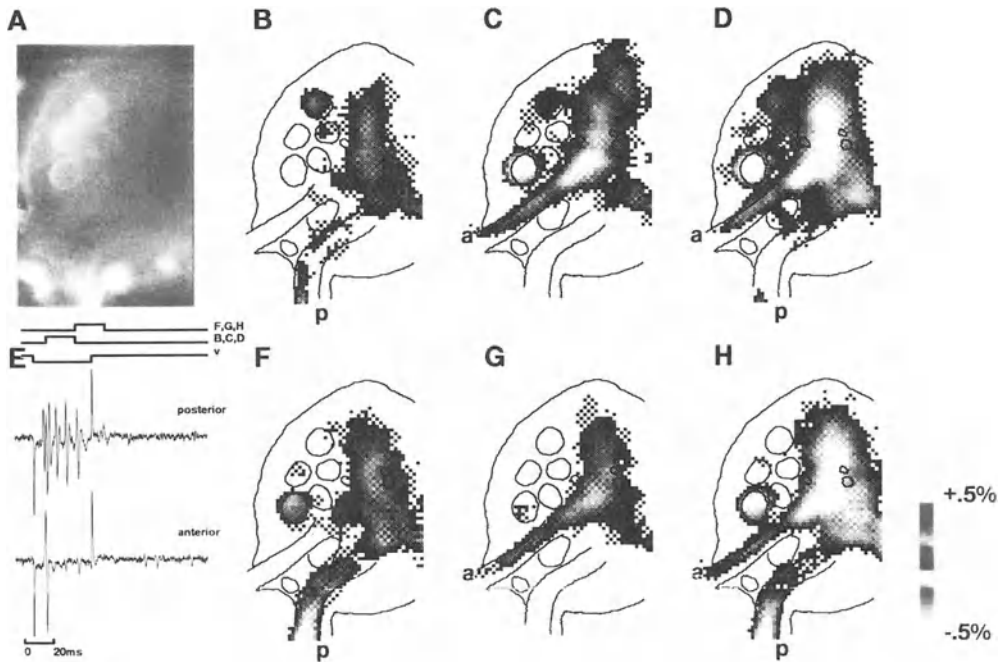 A
B
C
D
a
a
p
p
F,G,H
B,C,D
v
E
posterior
anterior
0 20ms
F
G
H
a
a
p
p
+.5%
-.5%